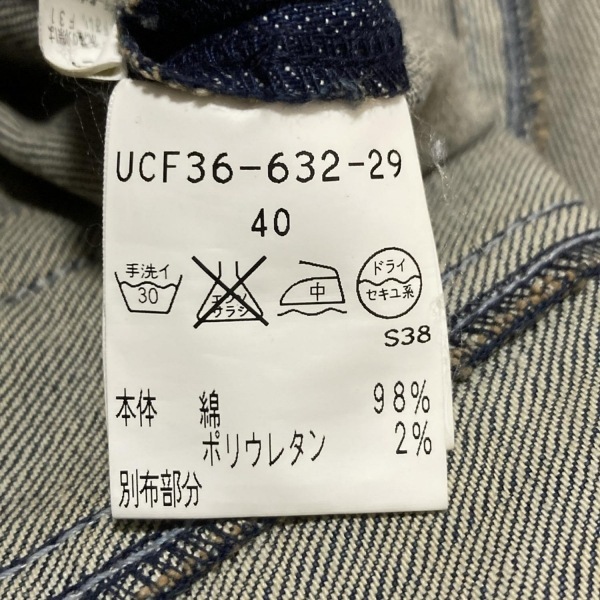 UCF36-632-29
40
手洗イ
30
エンソ
サラシ
中
ドライ
セキユ系
S38
本体 綿 98%
ポリウレタン 2%
別布部分